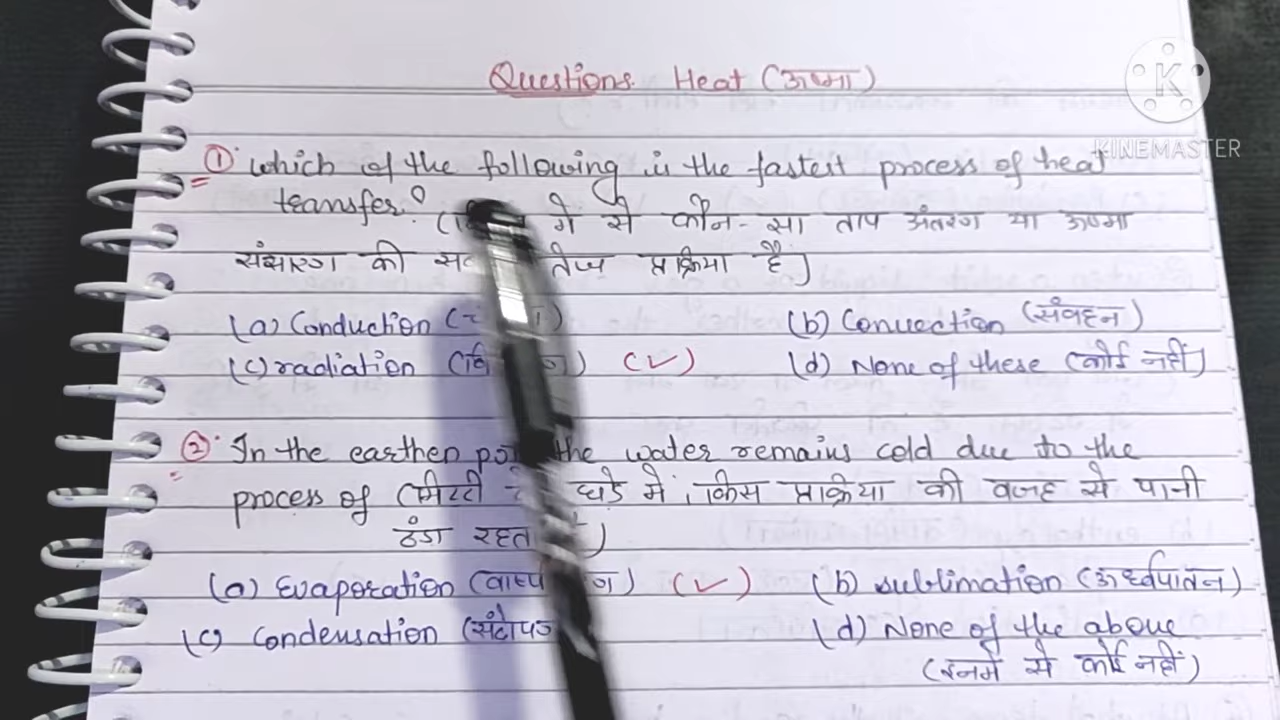 Questions Heat (ऊष्मा)
KINEMASTER
① which of the following is the fastest process of heat
transfer? में से कौन-सा ताप अंतरण या ऊष्मा
संचारण की तेज प्रक्रिया है)
(a) Conduction (b) Convection (संवहन)
(c) radiation (✓) (d) None of these (कोई नहीं)
② In the earthen the water remains cold due to the
process of (मिट्टी घड़े में, किस प्रक्रिया की वजह से पानी
ठंडा रहता )
(a) Evaporation (✓) (b) sublimation (ऊर्ध्वपातन)
(c) Condensation (d) None of the above
(इनमें से कोई नहीं)